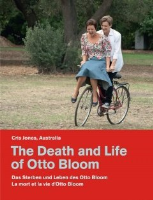 Cris Jones, Australia
The Death and Life
of Otto Bloom
Das Sterben und Leben des Otto Bloom
La mort et la vie d'Otto Bloom